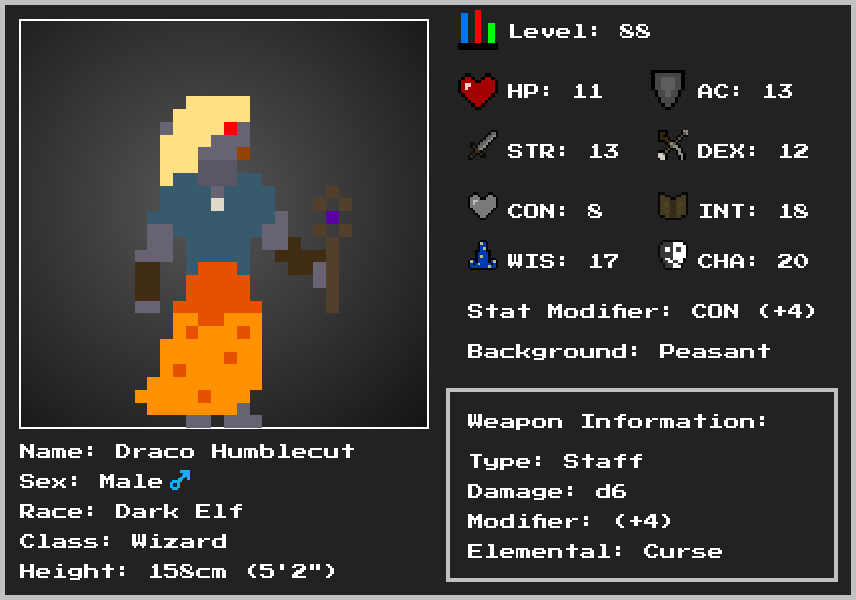 Level: 88
HP: 11 AC: 13
STR: 13 DEX: 12
CON: 8 INT: 18
WIS: 17 CHA: 20
Stat Modifier: CON (+4)
Background: Peasant
Weapon Information:
Type: Staff
Damage: d6
Modifier: (+4)
Elemental: Curse
Name: Draco Humblecut
Sex: Male ♂
Race: Dark Elf
Class: Wizard
Height: 158cm (5'2")